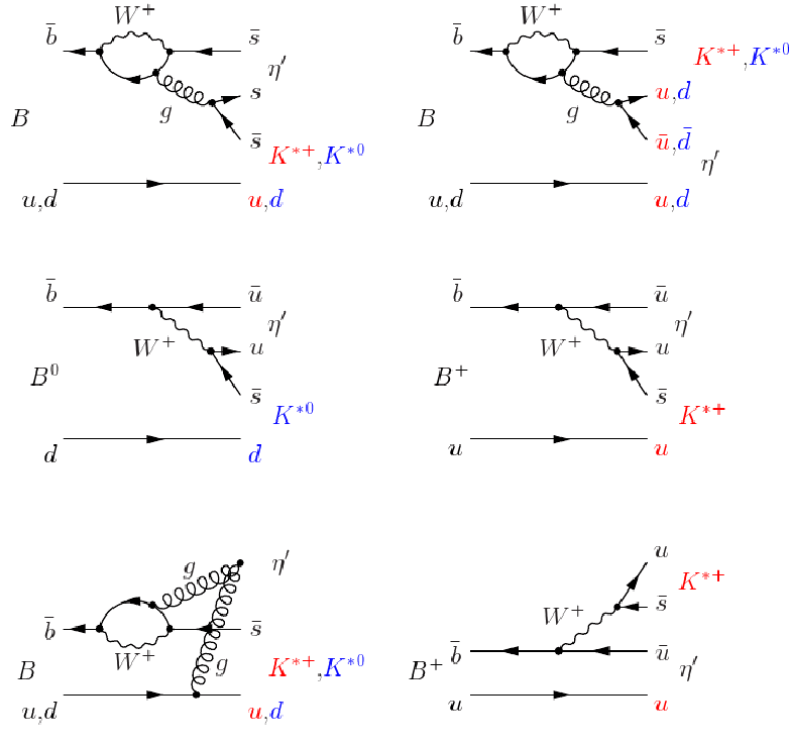 W⁺ W⁺
b̄ s̄ b̄ s̄
η′ K*⁺,K*⁰
s u,d
B g B g
s̄ ū,d̄
K*⁺,K*⁰ η′
u,d u,d u,d u,d
b̄ ū b̄ ū
η′ η′
W⁺ u W⁺ u
B⁰ B⁺
s̄ s̄
K*⁰ K*⁺
d d u u
g η′ u
K*⁺
W⁺ s̄
b̄ s̄
W⁺ b̄ ū
B g K*⁺,K*⁰ B⁺ η′
u,d u,d u u